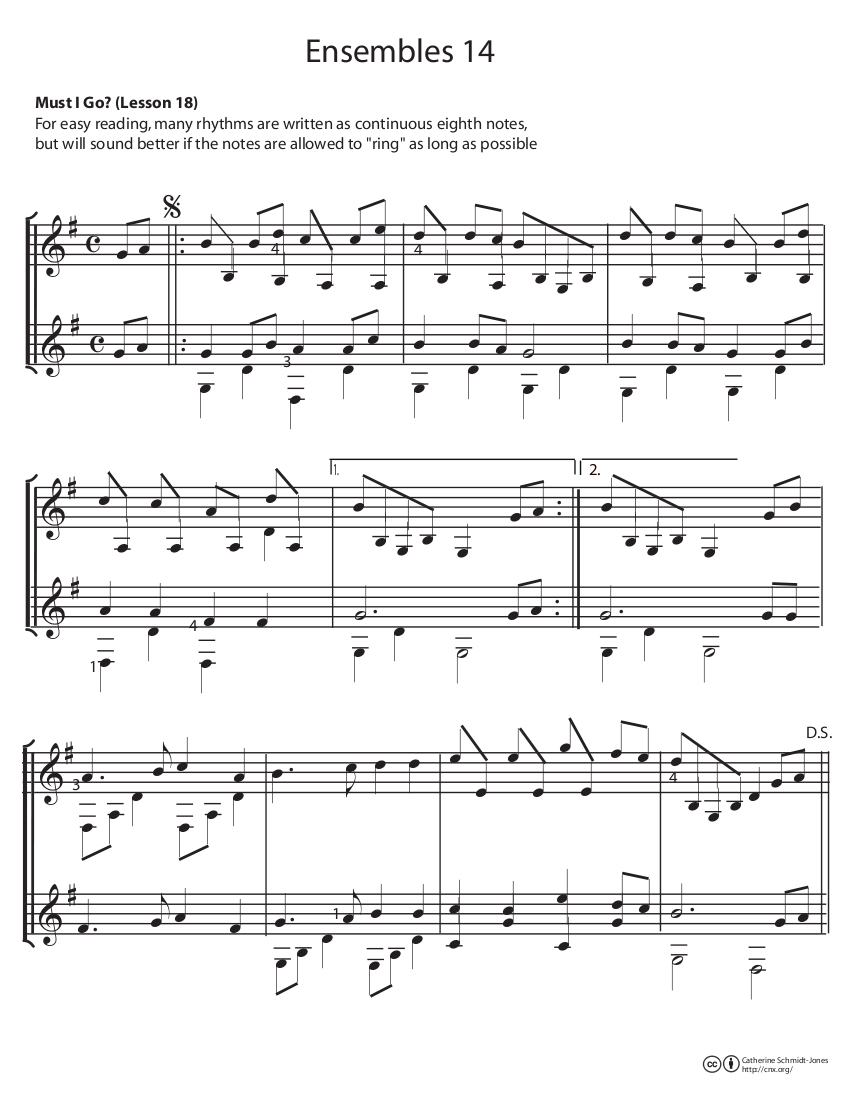 Ensembles 14
Must I Go? (Lesson 18)
For easy reading, many rhythms are written as continuous eighth notes,
but will sound better if the notes are allowed to "ring" as long as possible
4
4
3
1.
2.
4
1
D.S.
3
4
1
cc
Catherine Schmidt-Jones
http://cnx.org/